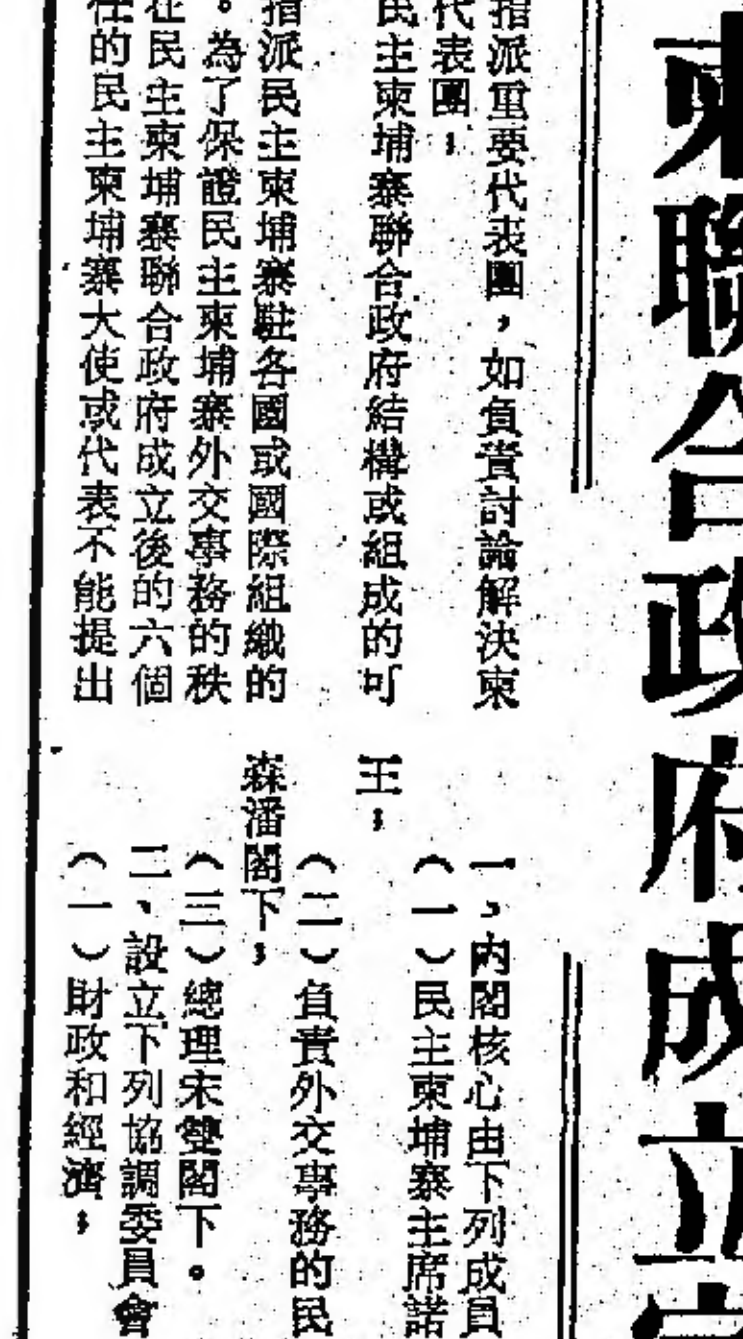 柬聯合政府成立宣
指派重要代表團，如負責討論解決柬
代表團；
民主柬埔寨聯合政府結構或組成的可
指派民主柬埔寨駐各國或國際組織的
。為了保證民主柬埔寨外交事務的秩
在民主柬埔寨聯合政府成立後的六個
任的民主柬埔寨大使或代表不能提出
一、內閣核心由下列成員
（一）民主柬埔寨主席諾
王；
（二）負責外交事務的民
森潘閣下；
（三）總理宋雙閣下。
二、設立下列協調委員會
（一）財政和經濟；